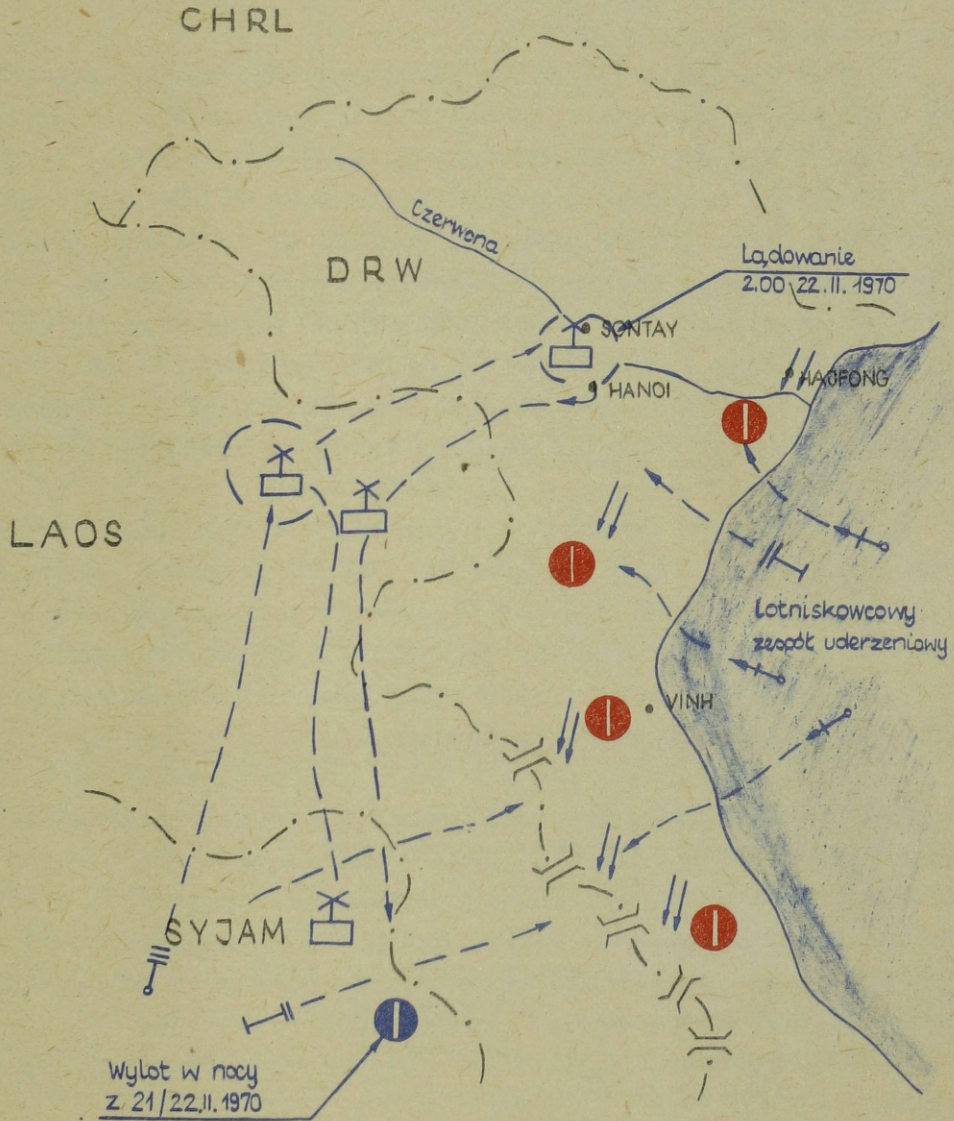 CHRL
Czerwona
DRW
Lądowanie
2.00 22.II.1970
SONTAY
HANOI
HAOFONG
LAOS
Lotniskowcowy
zespół uderzeniowy
VINH
SYJAM
Wylot w nocy
z 21/22.II.1970